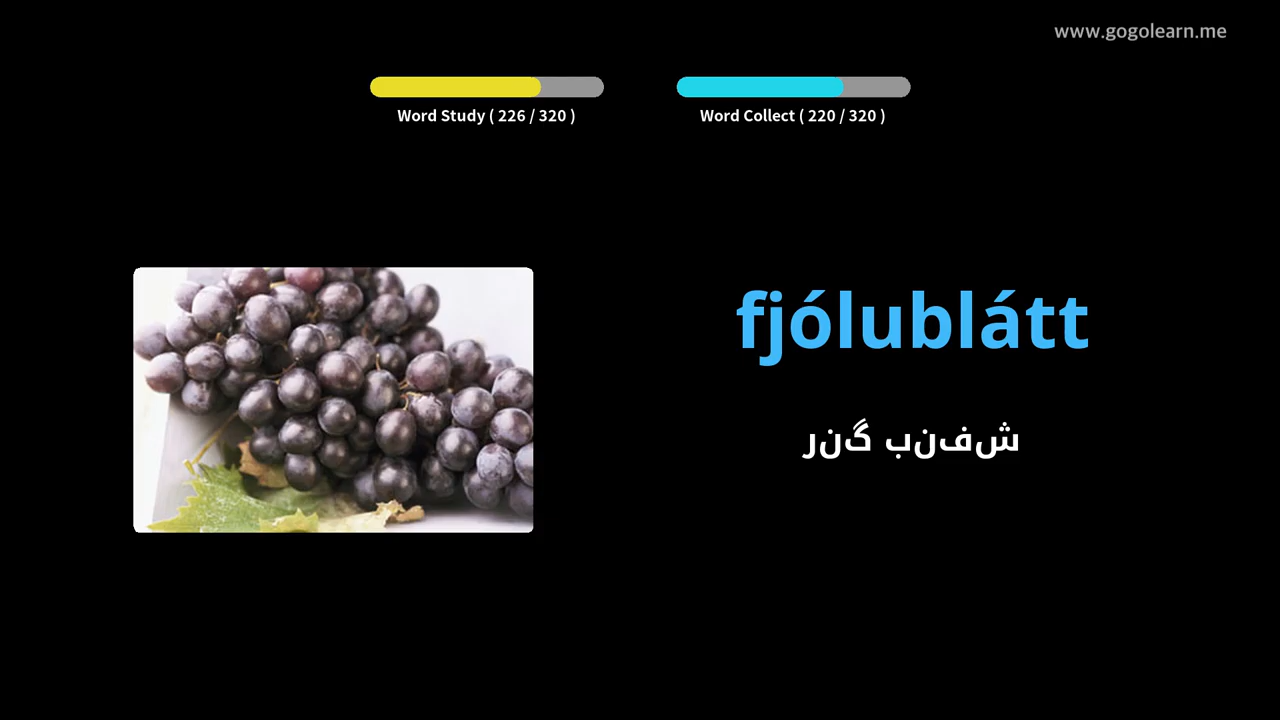 www.gogolearn.me
Word Study ( 226 / 320 )
Word Collect ( 220 / 320 )
fjólublátt
شفنب گنر